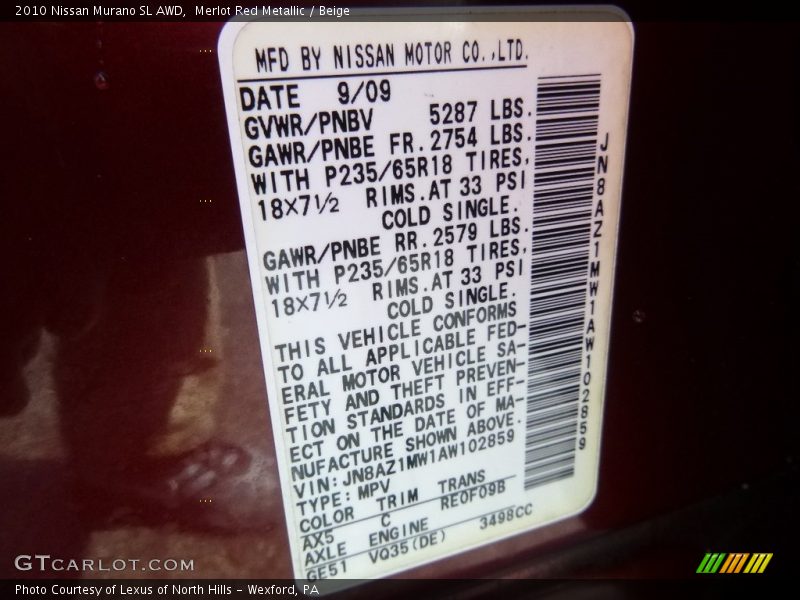 2010 Nissan Murano SL AWD,  Merlot Red Metallic / Beige
MFD BY NISSAN MOTOR CO.,LTD.
DATE 9/09
GVWR/PNBV 5287 LBS.
GAWR/PNBE FR. 2754 LBS.
WITH P235/65R18 TIRES,
18X7½ RIMS.AT 33 PSI
COLD SINGLE.
GAWR/PNBE RR. 2579 LBS.
WITH P235/65R18 TIRES,
18X7½ RIMS.AT 33 PSI
COLD SINGLE.
THIS VEHICLE CONFORMS
TO ALL APPLICABLE FED-
ERAL MOTOR VEHICLE SA-
FETY AND THEFT PREVEN-
TION STANDARDS IN EFF-
ECT ON THE DATE OF MA-
NUFACTURE SHOWN ABOVE.
VIN:JN8AZ1MW1AW102859
TYPE:MPV
COLOR TRIM TRANS
AX5 C RE0F09B
AXLE ENGINE
GE51 VQ35(DE) 3498CC
JN8AZ1MW1AW102859
GTCARLOT.COM
Photo Courtesy of Lexus of North Hills - Wexford, PA